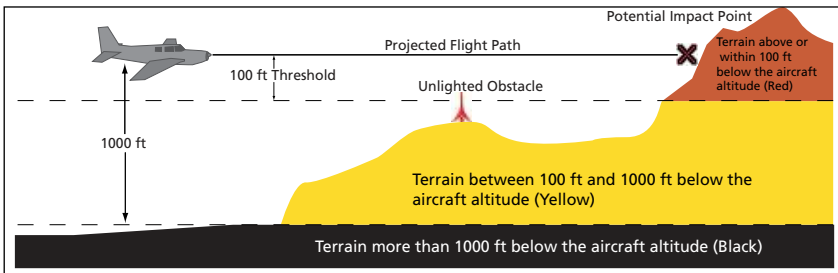 Potential Impact Point
Projected Flight Path
Terrain above or
within 100 ft
below the aircraft
altitude (Red)
100 ft Threshold
Unlighted Obstacle
1000 ft
Terrain between 100 ft and 1000 ft below the
aircraft altitude (Yellow)
Terrain more than 1000 ft below the aircraft altitude (Black)